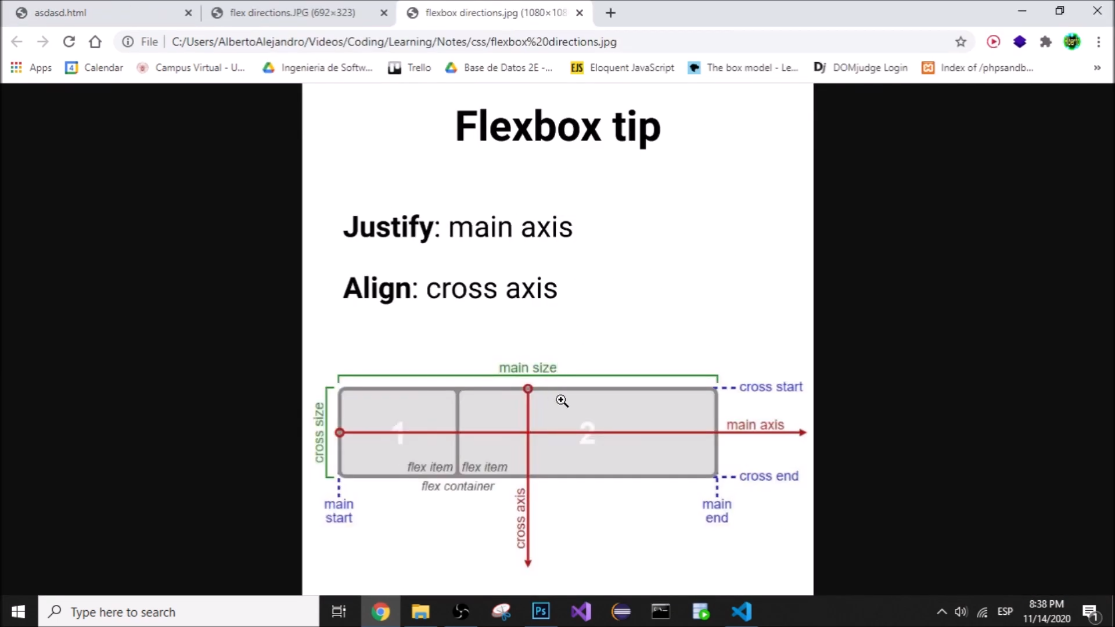 asdasd.html
flex directions.JPG (692×323)
flexbox directions.jpg (1080×108
File
C:/Users/AlbertoAlejandro/Videos/Coding/Learning/Notes/css/flexbox%20directions.jpg
Apps
Calendar
Campus Virtual - U...
Ingenieria de Softw...
Trello
Base de Datos 2E -...
EJS
Eloquent JavaScript
The box model - Le...
Dj
DOMjudge Login
Index of /phpsandb...
»
Flexbox tip
Justify: main axis
Align: cross axis
main size
cross start
cross size
1
2
main axis
flex item
flex item
cross end
flex container
main
start
cross axis
main
end
Type here to search
Ps
ESP
8:38 PM
11/14/2020
1